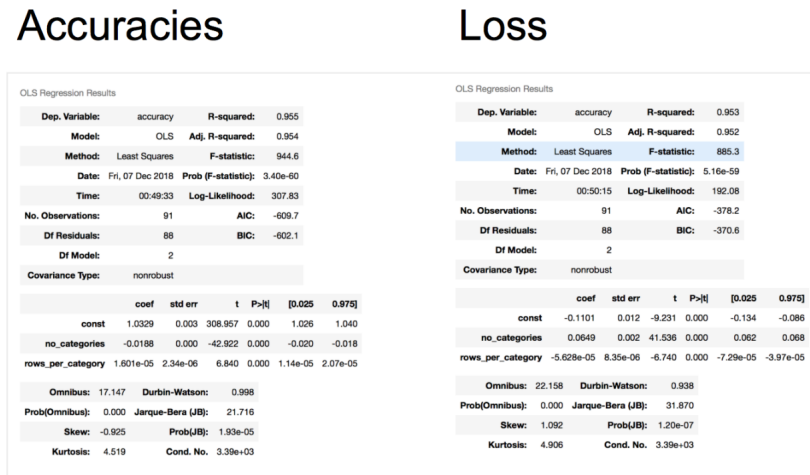 Accuracies
OLS Regression Results
Dep. Variable: accuracy R-squared: 0.955
Model: OLS Adj. R-squared: 0.954
Method: Least Squares F-statistic: 944.6
Date: Fri, 07 Dec 2018 Prob (F-statistic): 3.40e-60
Time: 00:49:33 Log-Likelihood: 307.83
No. Observations: 91 AIC: -609.7
Df Residuals: 88 BIC: -602.1
Df Model: 2
Covariance Type: nonrobust
coef std err t P>|t| [0.025 0.975]
const 1.0329 0.003 308.957 0.000 1.026 1.040
no_categories -0.0188 0.000 -42.922 0.000 -0.020 -0.018
rows_per_category 1.601e-05 2.34e-06 6.840 0.000 1.14e-05 2.07e-05
Omnibus: 17.147 Durbin-Watson: 0.998
Prob(Omnibus): 0.000 Jarque-Bera (JB): 21.716
Skew: -0.925 Prob(JB): 1.93e-05
Kurtosis: 4.519 Cond. No. 3.39e+03
Loss
OLS Regression Results
Dep. Variable: accuracy R-squared: 0.953
Model: OLS Adj. R-squared: 0.952
Method: Least Squares F-statistic: 885.3
Date: Fri, 07 Dec 2018 Prob (F-statistic): 5.16e-59
Time: 00:50:15 Log-Likelihood: 192.08
No. Observations: 91 AIC: -378.2
Df Residuals: 88 BIC: -370.6
Df Model: 2
Covariance Type: nonrobust
coef std err t P>|t| [0.025 0.975]
const -0.1101 0.012 -9.231 0.000 -0.134 -0.086
no_categories 0.0649 0.002 41.536 0.000 0.062 0.068
rows_per_category -5.628e-05 8.35e-06 -6.740 0.000 -7.29e-05 -3.97e-05
Omnibus: 22.158 Durbin-Watson: 0.938
Prob(Omnibus): 0.000 Jarque-Bera (JB): 31.870
Skew: 1.092 Prob(JB): 1.20e-07
Kurtosis: 4.906 Cond. No. 3.39e+03